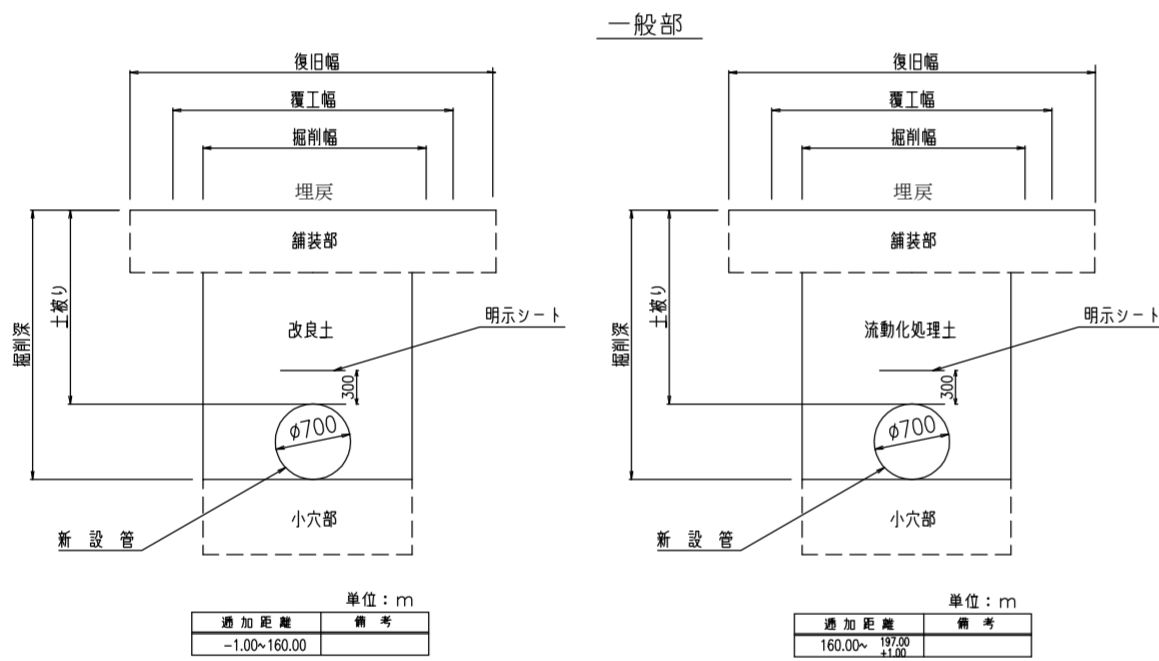 一般部
復旧幅
覆工幅
掘削幅
埋戻
舗装部
土被り
掘削深
改良土
明示シート
300
φ700
小穴部
新設管
単位：m
逓加距離 備考
-1.00~160.00
復旧幅
覆工幅
掘削幅
埋戻
舗装部
土被り
掘削深
流動化処理土
明示シート
300
φ700
小穴部
新設管
単位：m
逓加距離 備考
160.00~ 197.00
+1.00